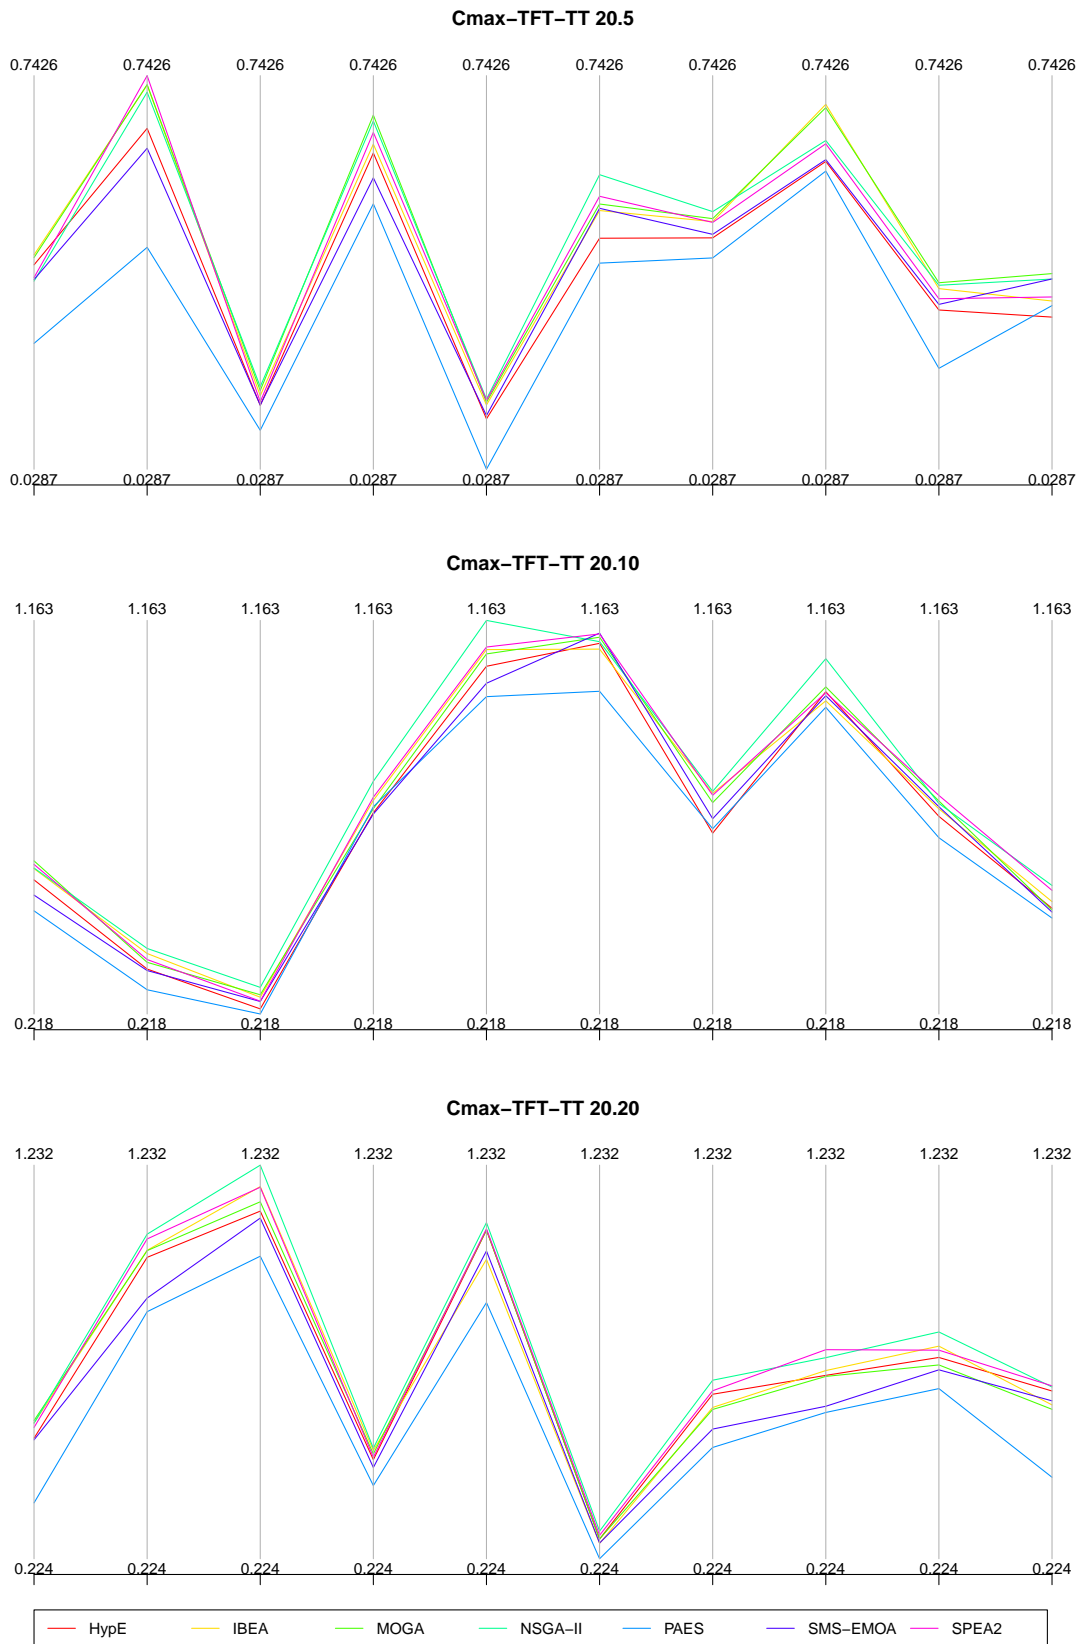 Cmax−TFT−TT 20.5
0.7426 0.7426 0.7426 0.7426 0.7426 0.7426 0.7426 0.7426 0.7426 0.7426
0.0287 0.0287 0.0287 0.0287 0.0287 0.0287 0.0287 0.0287 0.0287 0.0287
Cmax−TFT−TT 20.10
1.163 1.163 1.163 1.163 1.163 1.163 1.163 1.163 1.163 1.163
0.218 0.218 0.218 0.218 0.218 0.218 0.218 0.218 0.218 0.218
Cmax−TFT−TT 20.20
1.232 1.232 1.232 1.232 1.232 1.232 1.232 1.232 1.232 1.232
0.224 0.224 0.224 0.224 0.224 0.224 0.224 0.224 0.224 0.224
HypE IBEA MOGA NSGA−II PAES SMS−EMOA SPEA2